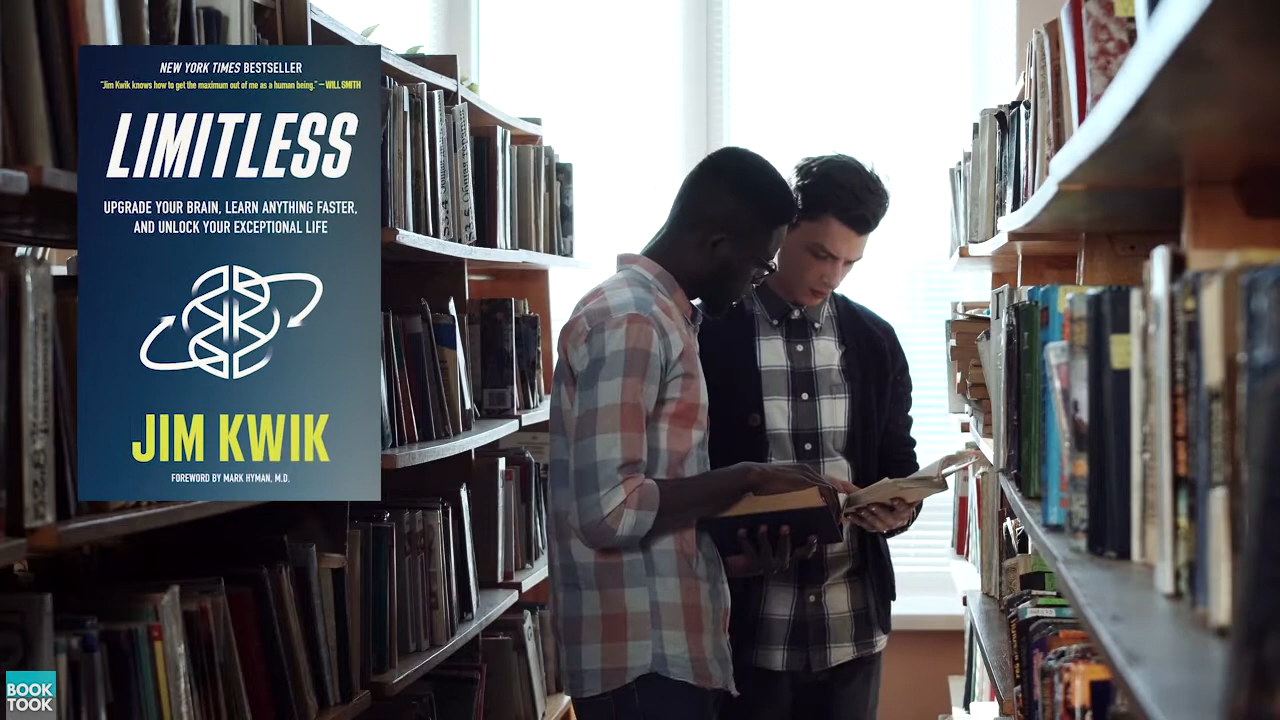 NEW YORK TIMES BESTSELLER
"Jim Kwik knows how to get the maximum out of me as a human being." —WILL SMITH
LIMITLESS
UPGRADE YOUR BRAIN, LEARN ANYTHING FASTER,
AND UNLOCK YOUR EXCEPTIONAL LIFE
JIM KWIK
FOREWORD BY MARK HYMAN, M.D.
BOOK
TOOK